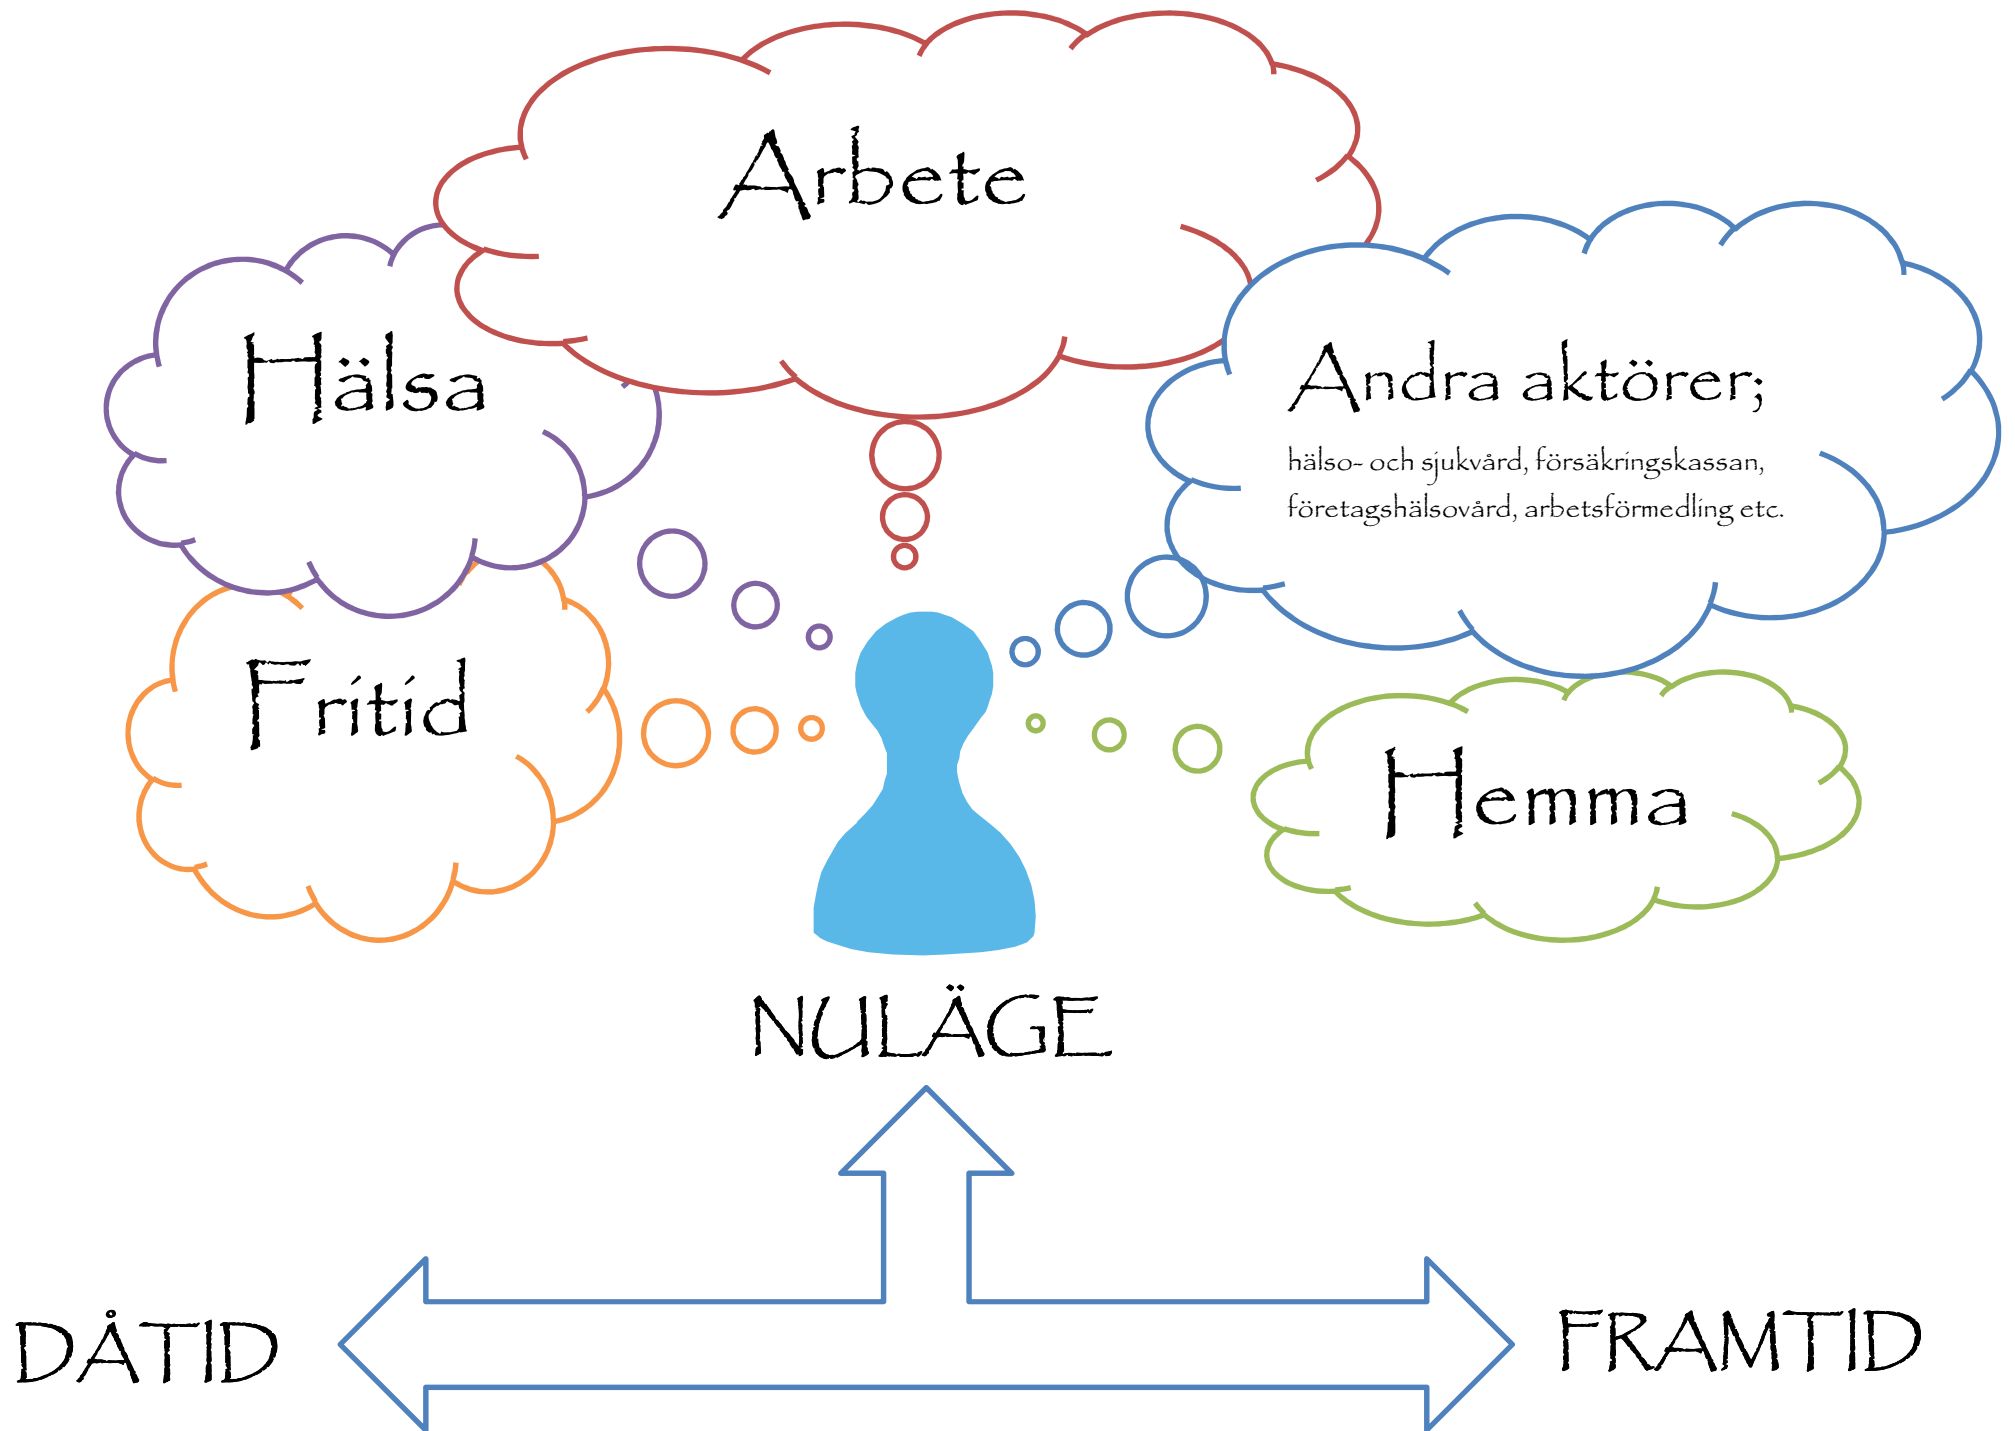 Arbete
Hälsa
Andra aktörer;
hälso- och sjukvård, försäkringskassan,
företagshälsovård, arbetsförmedling etc.
Fritid
Hemma
NULÄGE
DÅTID
FRAMTID